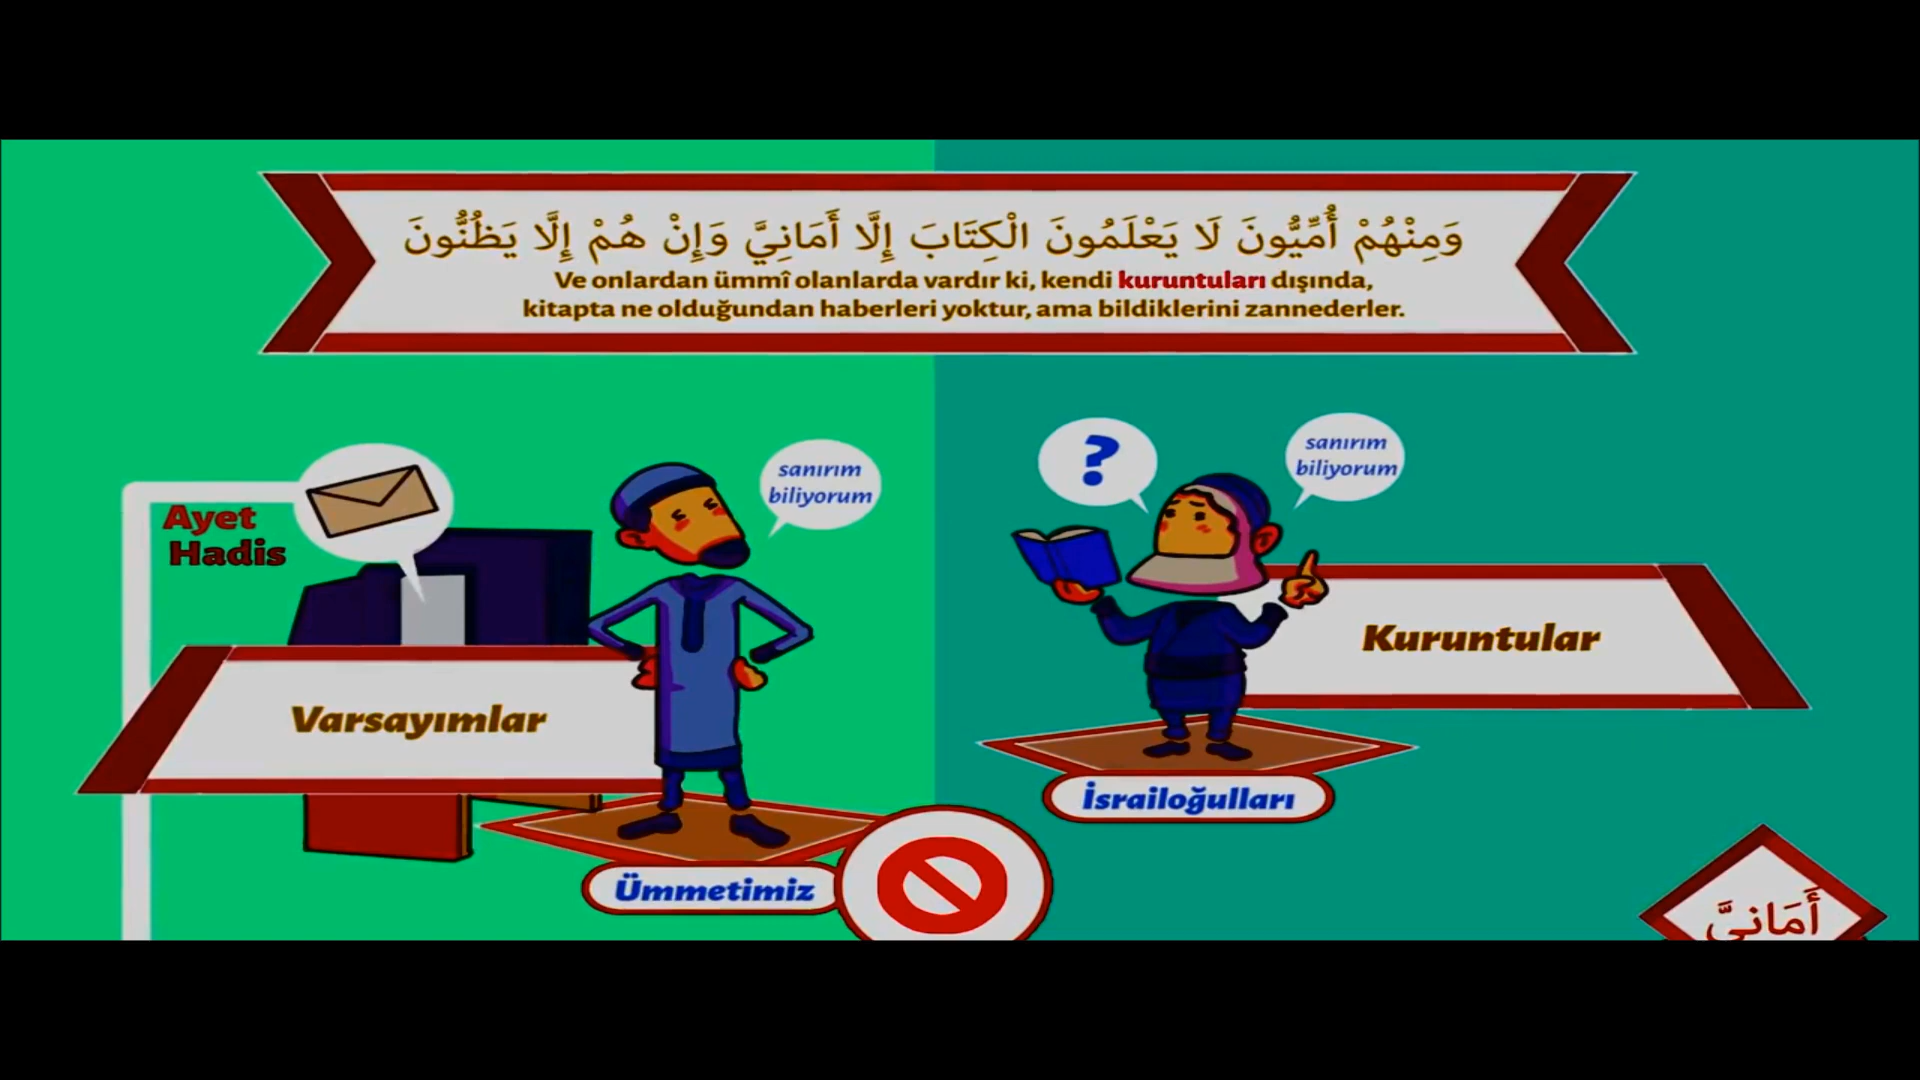 وَمِنْهُمْ أُمِّيُّونَ لَا يَعْلَمُونَ الْكِتَابَ إِلَّا أَمَانِيَّ وَإِنْ هُمْ إِلَّا يَظُنُّونَ
Ve onlardan ümmî olanlarda vardır ki, kendi kuruntuları dışında,
kitapta ne olduğundan haberleri yoktur, ama bildiklerini zannederler.
Ayet
Hadis
sanırım
biliyorum
Varsayımlar
Ümmetimiz
?
sanırım
biliyorum
Kuruntular
İsrailoğulları
أَمَانِيَّ